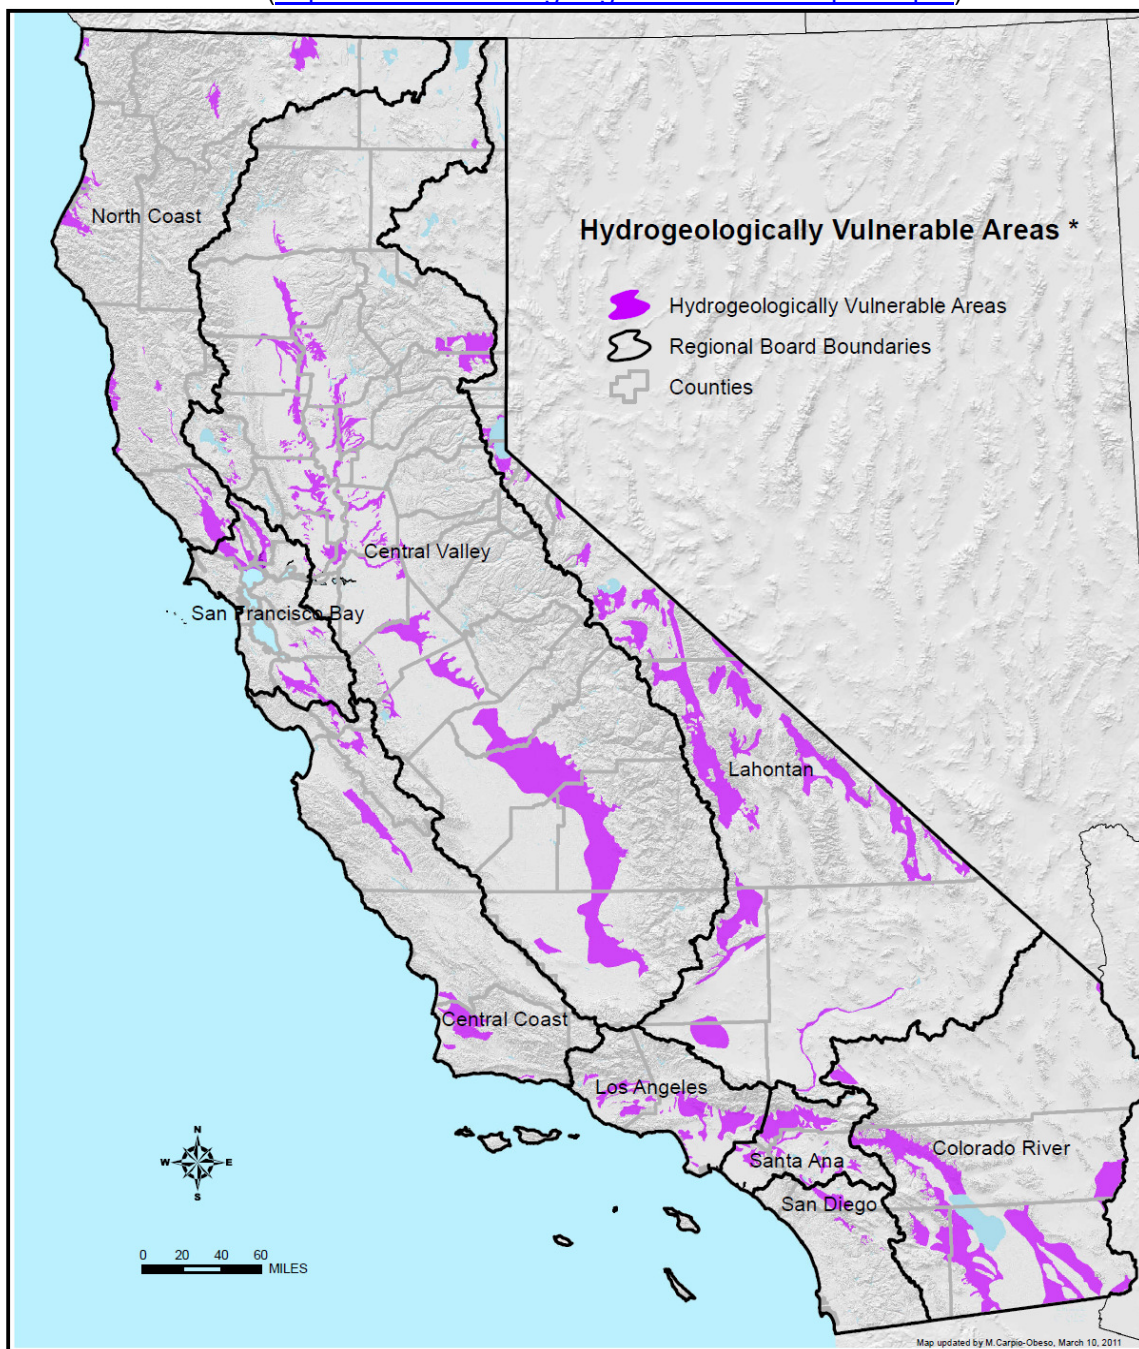 Hydrogeologically Vulnerable Areas *
Hydrogeologically Vulnerable Areas
Regional Board Boundaries
Counties
North Coast
Central Valley
San Francisco Bay
Lahontan
Central Coast
Los Angeles
Colorado River
Santa Ana
San Diego
N
W E
S
0 20 40 60
MILES
Map updated by M.Carpio-Obeso, March 10, 2011